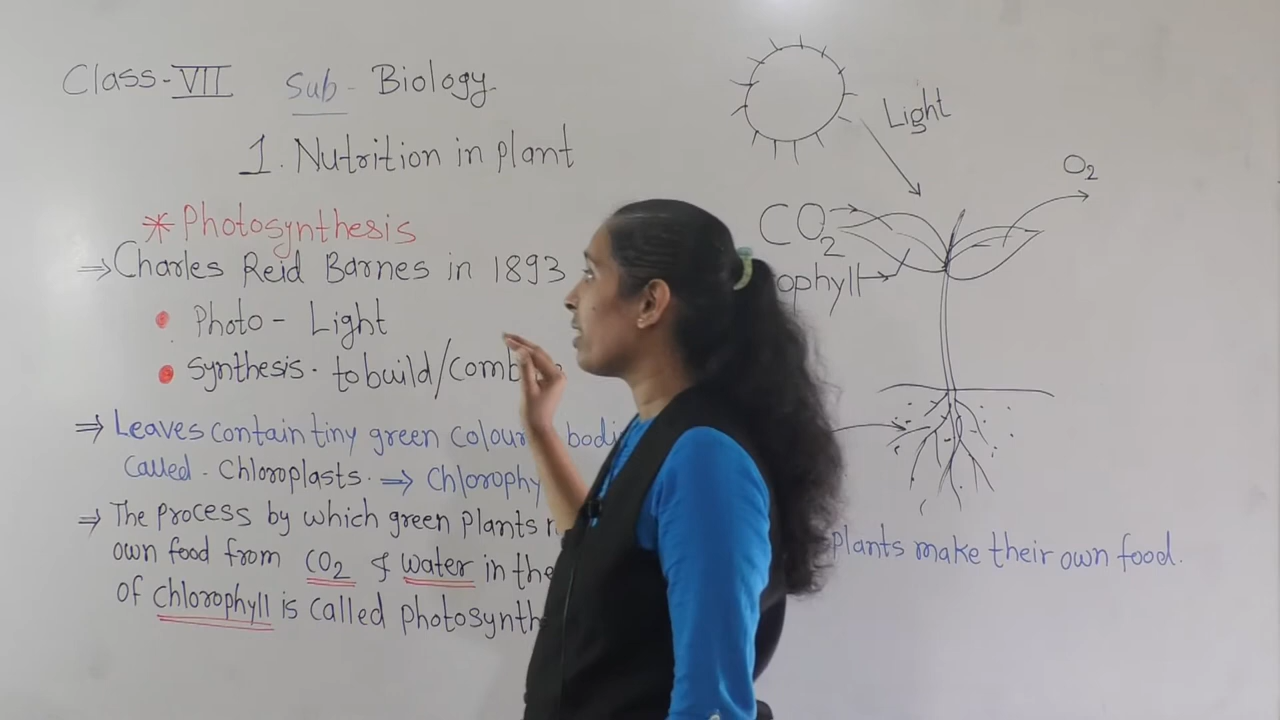 Class-VII Sub- Biology
1. Nutrition in plant
* Photosynthesis
⇒ Charles Reid Barnes in 1893
• Photo - Light
• Synthesis. to build/comb
⇒ Leaves contain tiny green colour bodi
called - Chloroplasts. ⇒ Chlorophy
⇒ The Process by which green Plants
own food from CO2 & water in the
of chlorophyll is called photosynth
Light
O2
CO2
ophyll
plants make their own food.